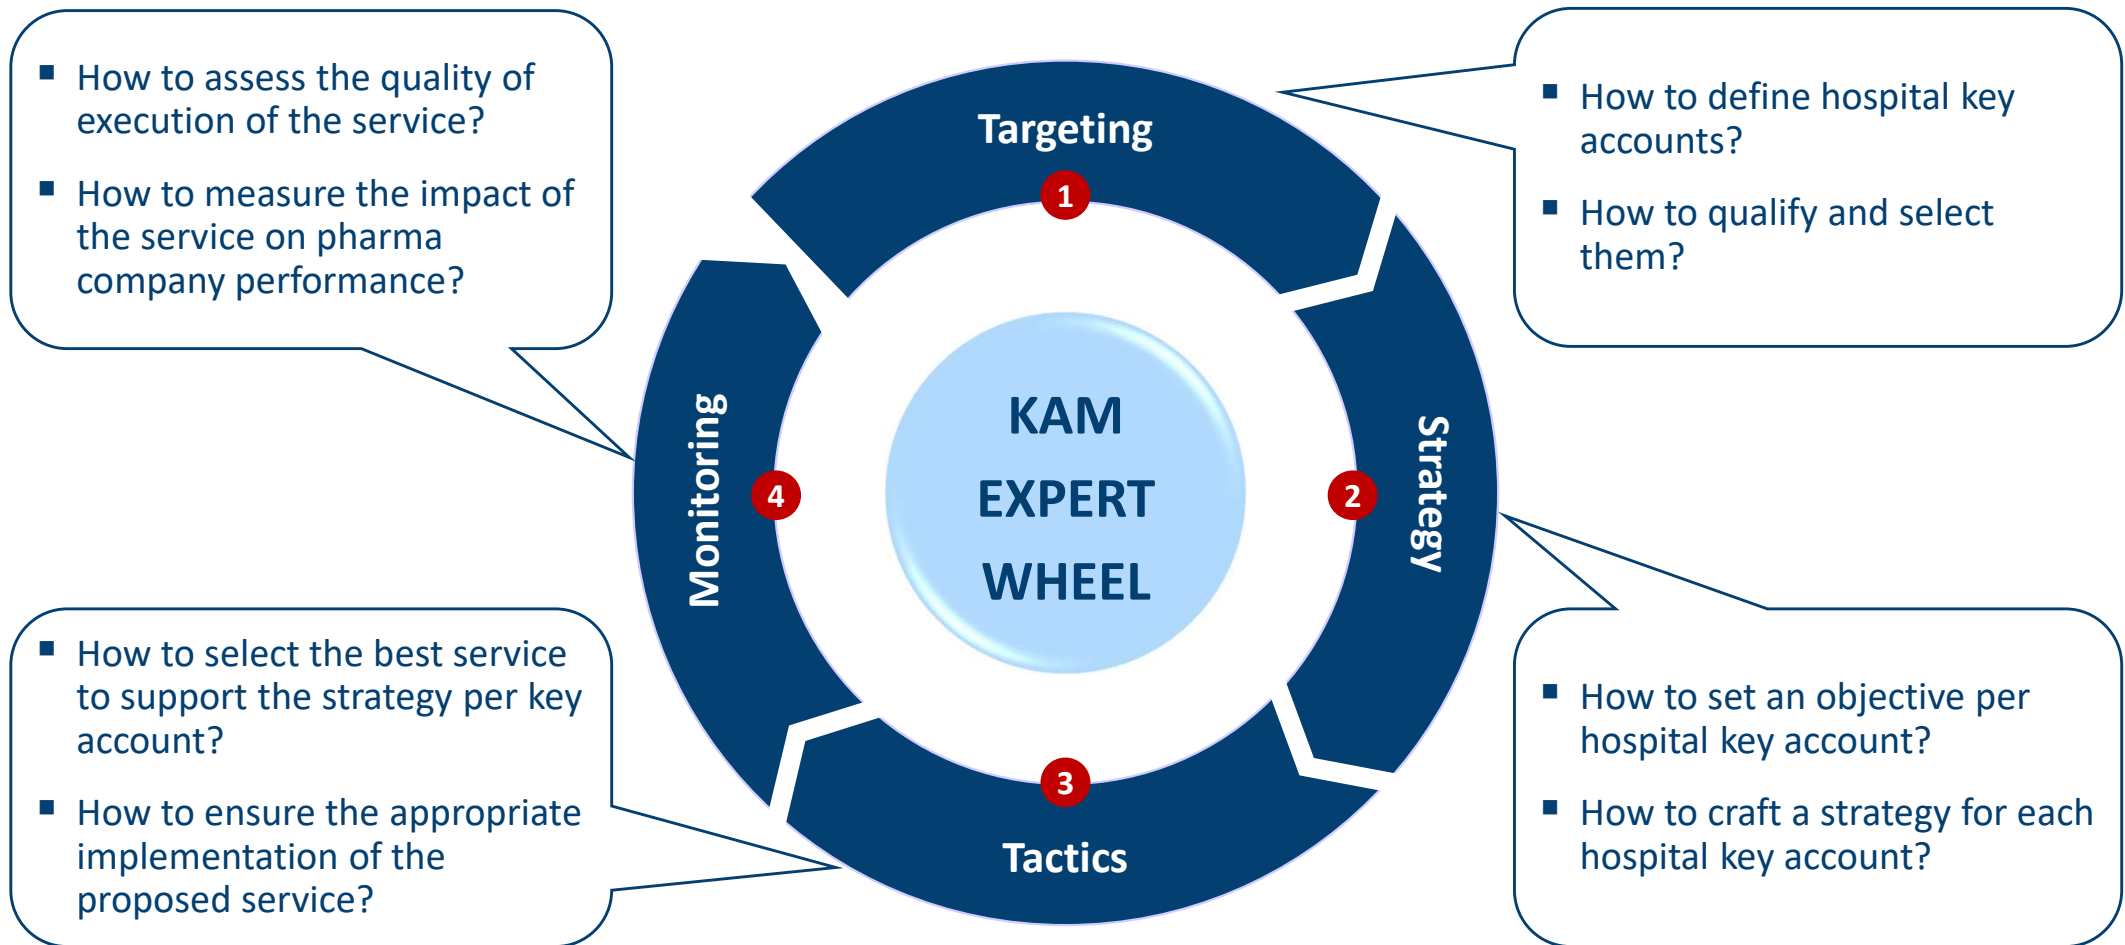 ▪ How to assess the quality of
execution of the service?
▪ How to measure the impact of
the service on pharma
company performance?
Targeting
1
▪ How to define hospital key
accounts?
▪ How to qualify and select
them?
KAM
EXPERT
WHEEL
Monitoring
4
2
Strategy
▪ How to select the best service
to support the strategy per key
account?
▪ How to ensure the appropriate
implementation of the
proposed service?
3
Tactics
▪ How to set an objective per
hospital key account?
▪ How to craft a strategy for each
hospital key account?